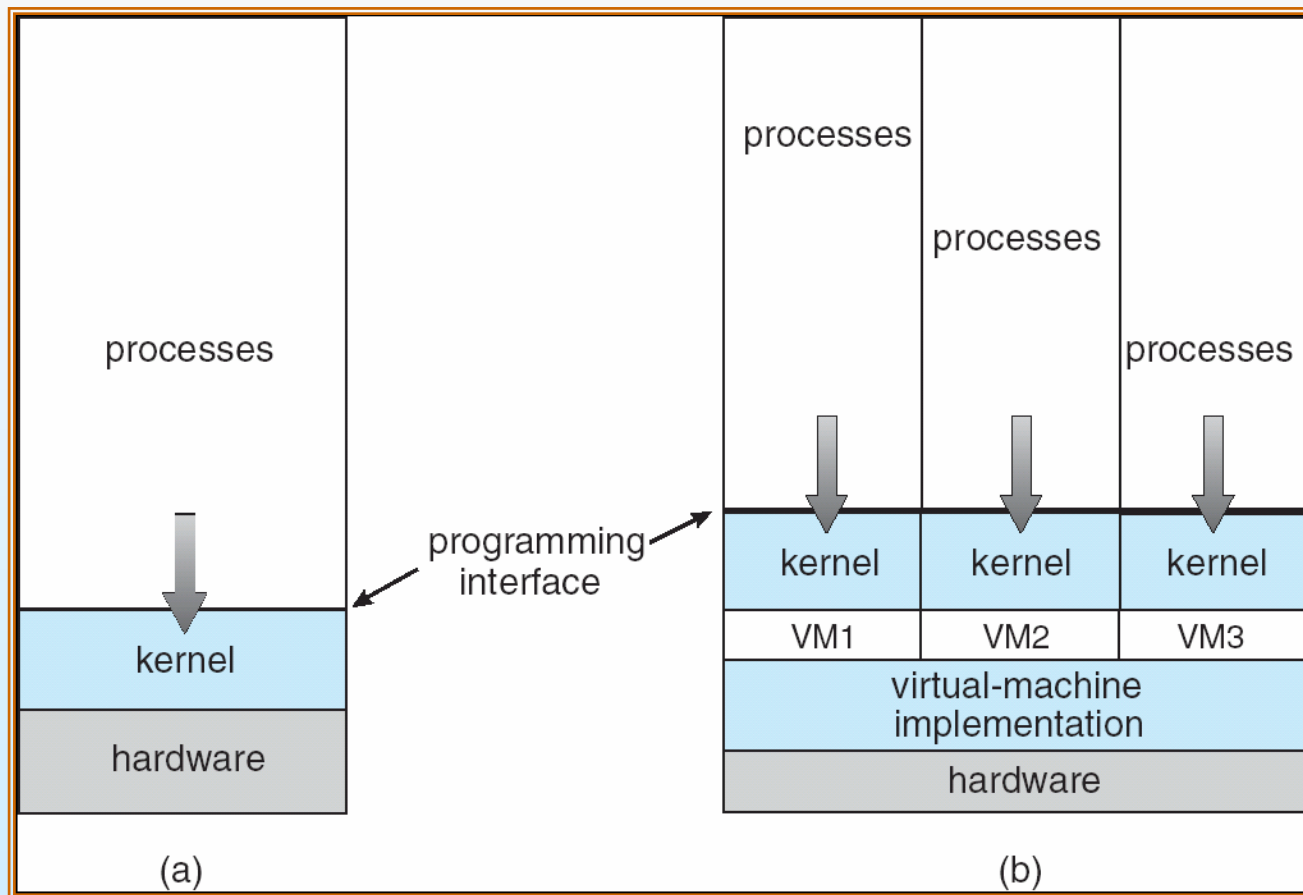 processes
kernel
hardware
(a)
programming
interface
processes
processes
processes
kernel
kernel
kernel
VM1
VM2
VM3
virtual-machine
implementation
hardware
(b)